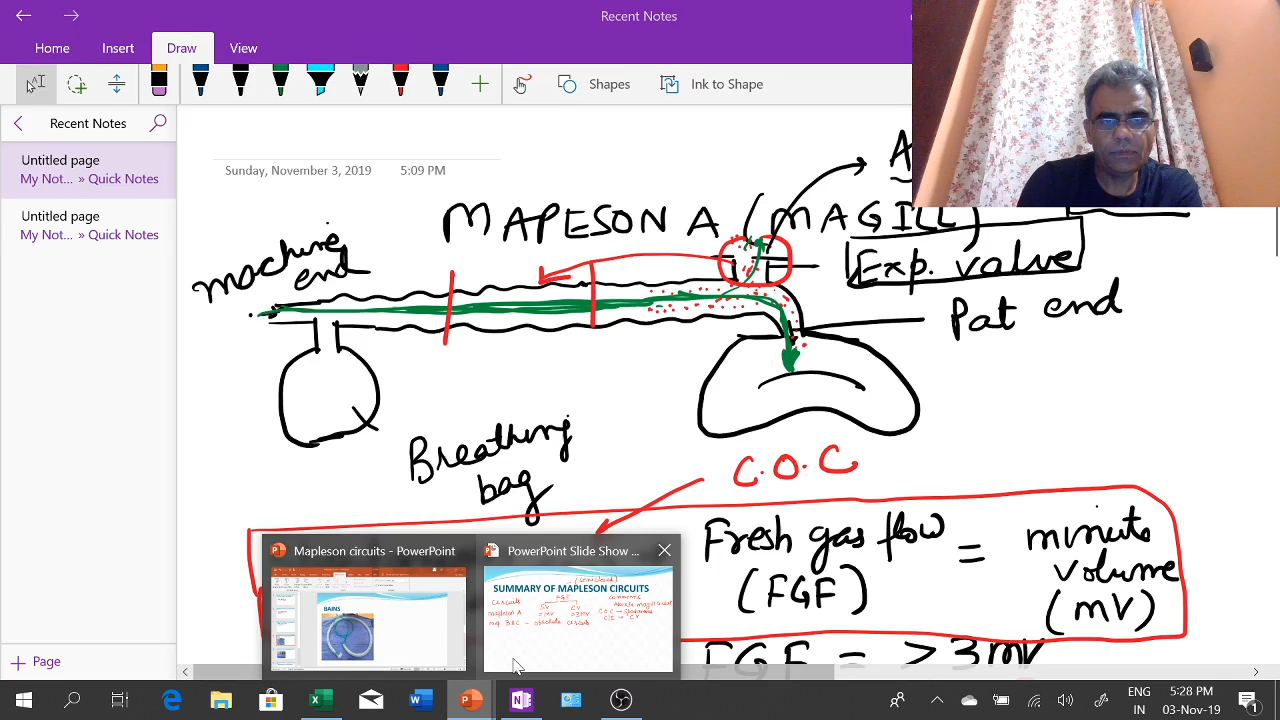 Recent Notes
Home Insert Draw View
Shapes Ink to Shape
Recent Notes
Untitled page
My Not... » Quick Notes
Untitled page
My Not... » Quick Notes
Page
Sunday, November 3, 2019 5:09 PM
A
MAPESON A (MAGILL)
machine end
Exp. valve
Pat end
Breathing bag
C.O.C
Fresh gas flow (FGF) = minute volume (MV)
FGF = >3MV
Mapleson circuits - PowerPoint
PowerPoint Slide Show ...
BAINS
SUMMARY OF MAPLESON CIRCUITS
ENG
IN
5:28 PM
03-Nov-19
1